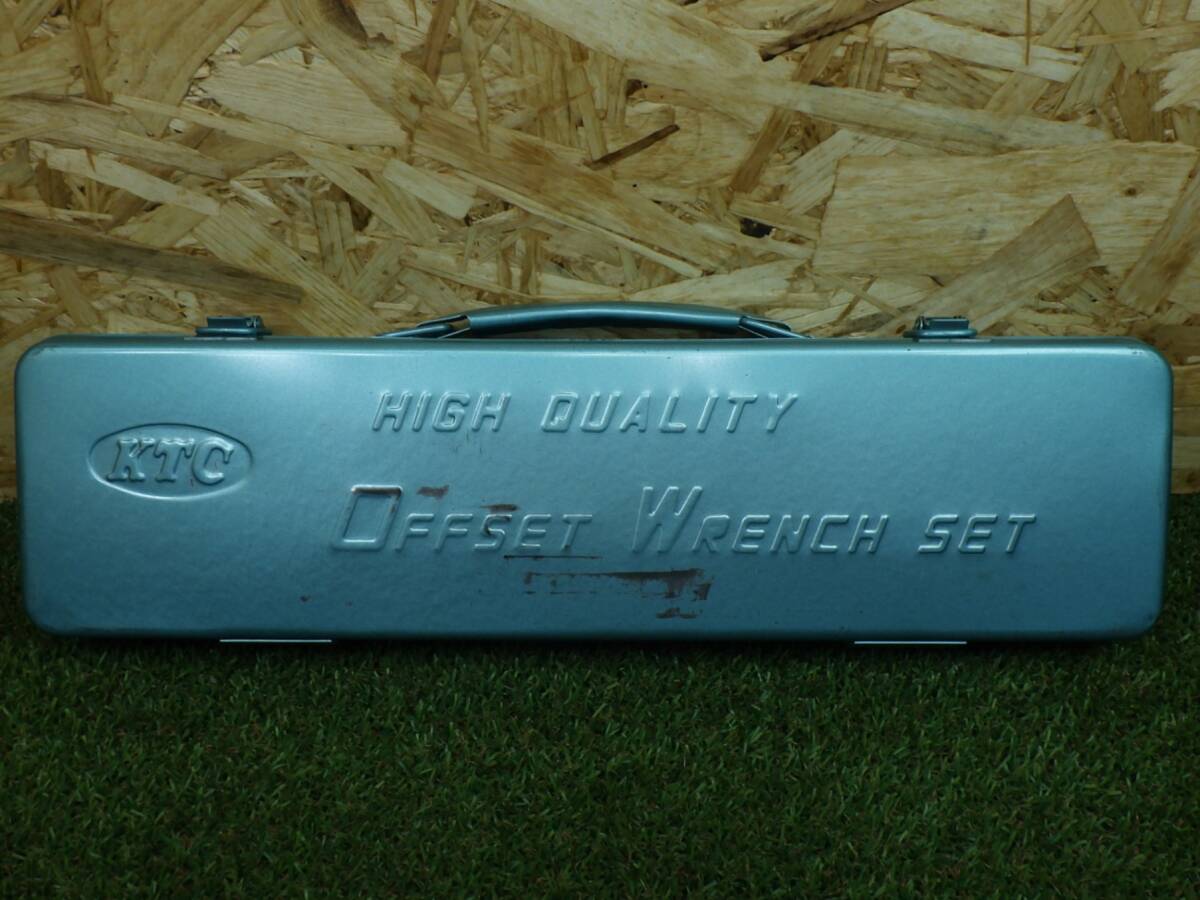 HIGH QUALITY
KTC
OFFSET WRENCH SET